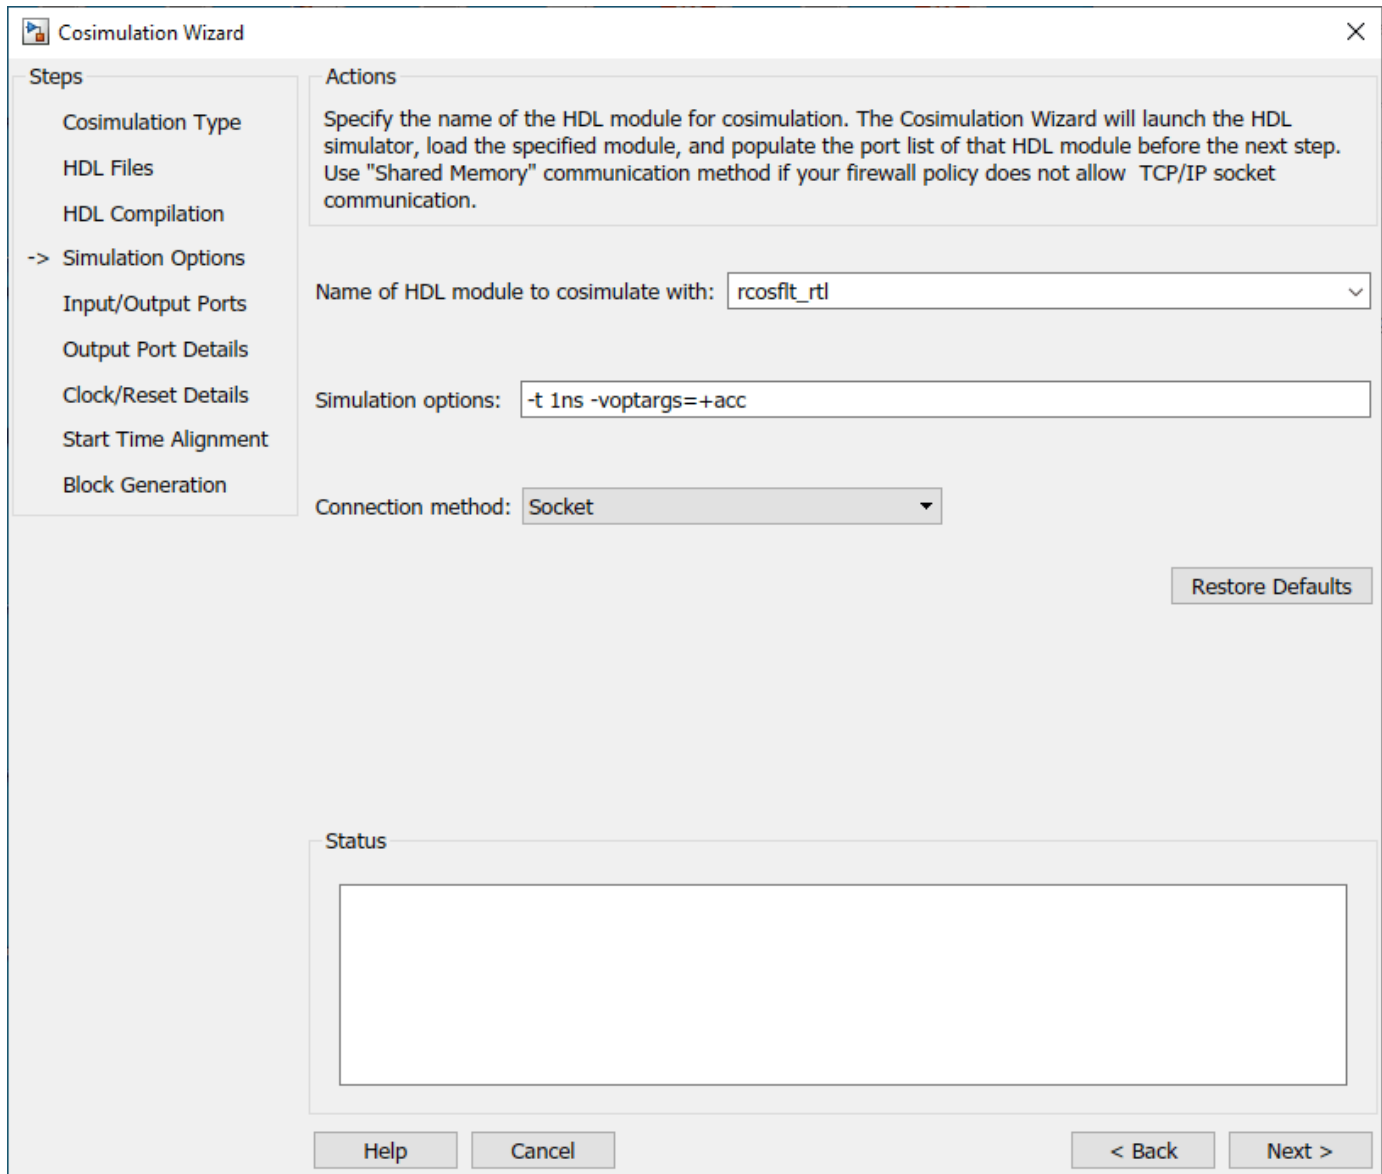 Cosimulation Wizard
Steps
Cosimulation Type
HDL Files
HDL Compilation
-> Simulation Options
Input/Output Ports
Output Port Details
Clock/Reset Details
Start Time Alignment
Block Generation
Actions
Specify the name of the HDL module for cosimulation. The Cosimulation Wizard will launch the HDL
simulator, load the specified module, and populate the port list of that HDL module before the next step.
Use "Shared Memory" communication method if your firewall policy does not allow  TCP/IP socket
communication.
Name of HDL module to cosimulate with: rcosflt_rtl
Simulation options: -t 1ns -voptargs=+acc
Connection method: Socket
Restore Defaults
Status
Help Cancel < Back Next >